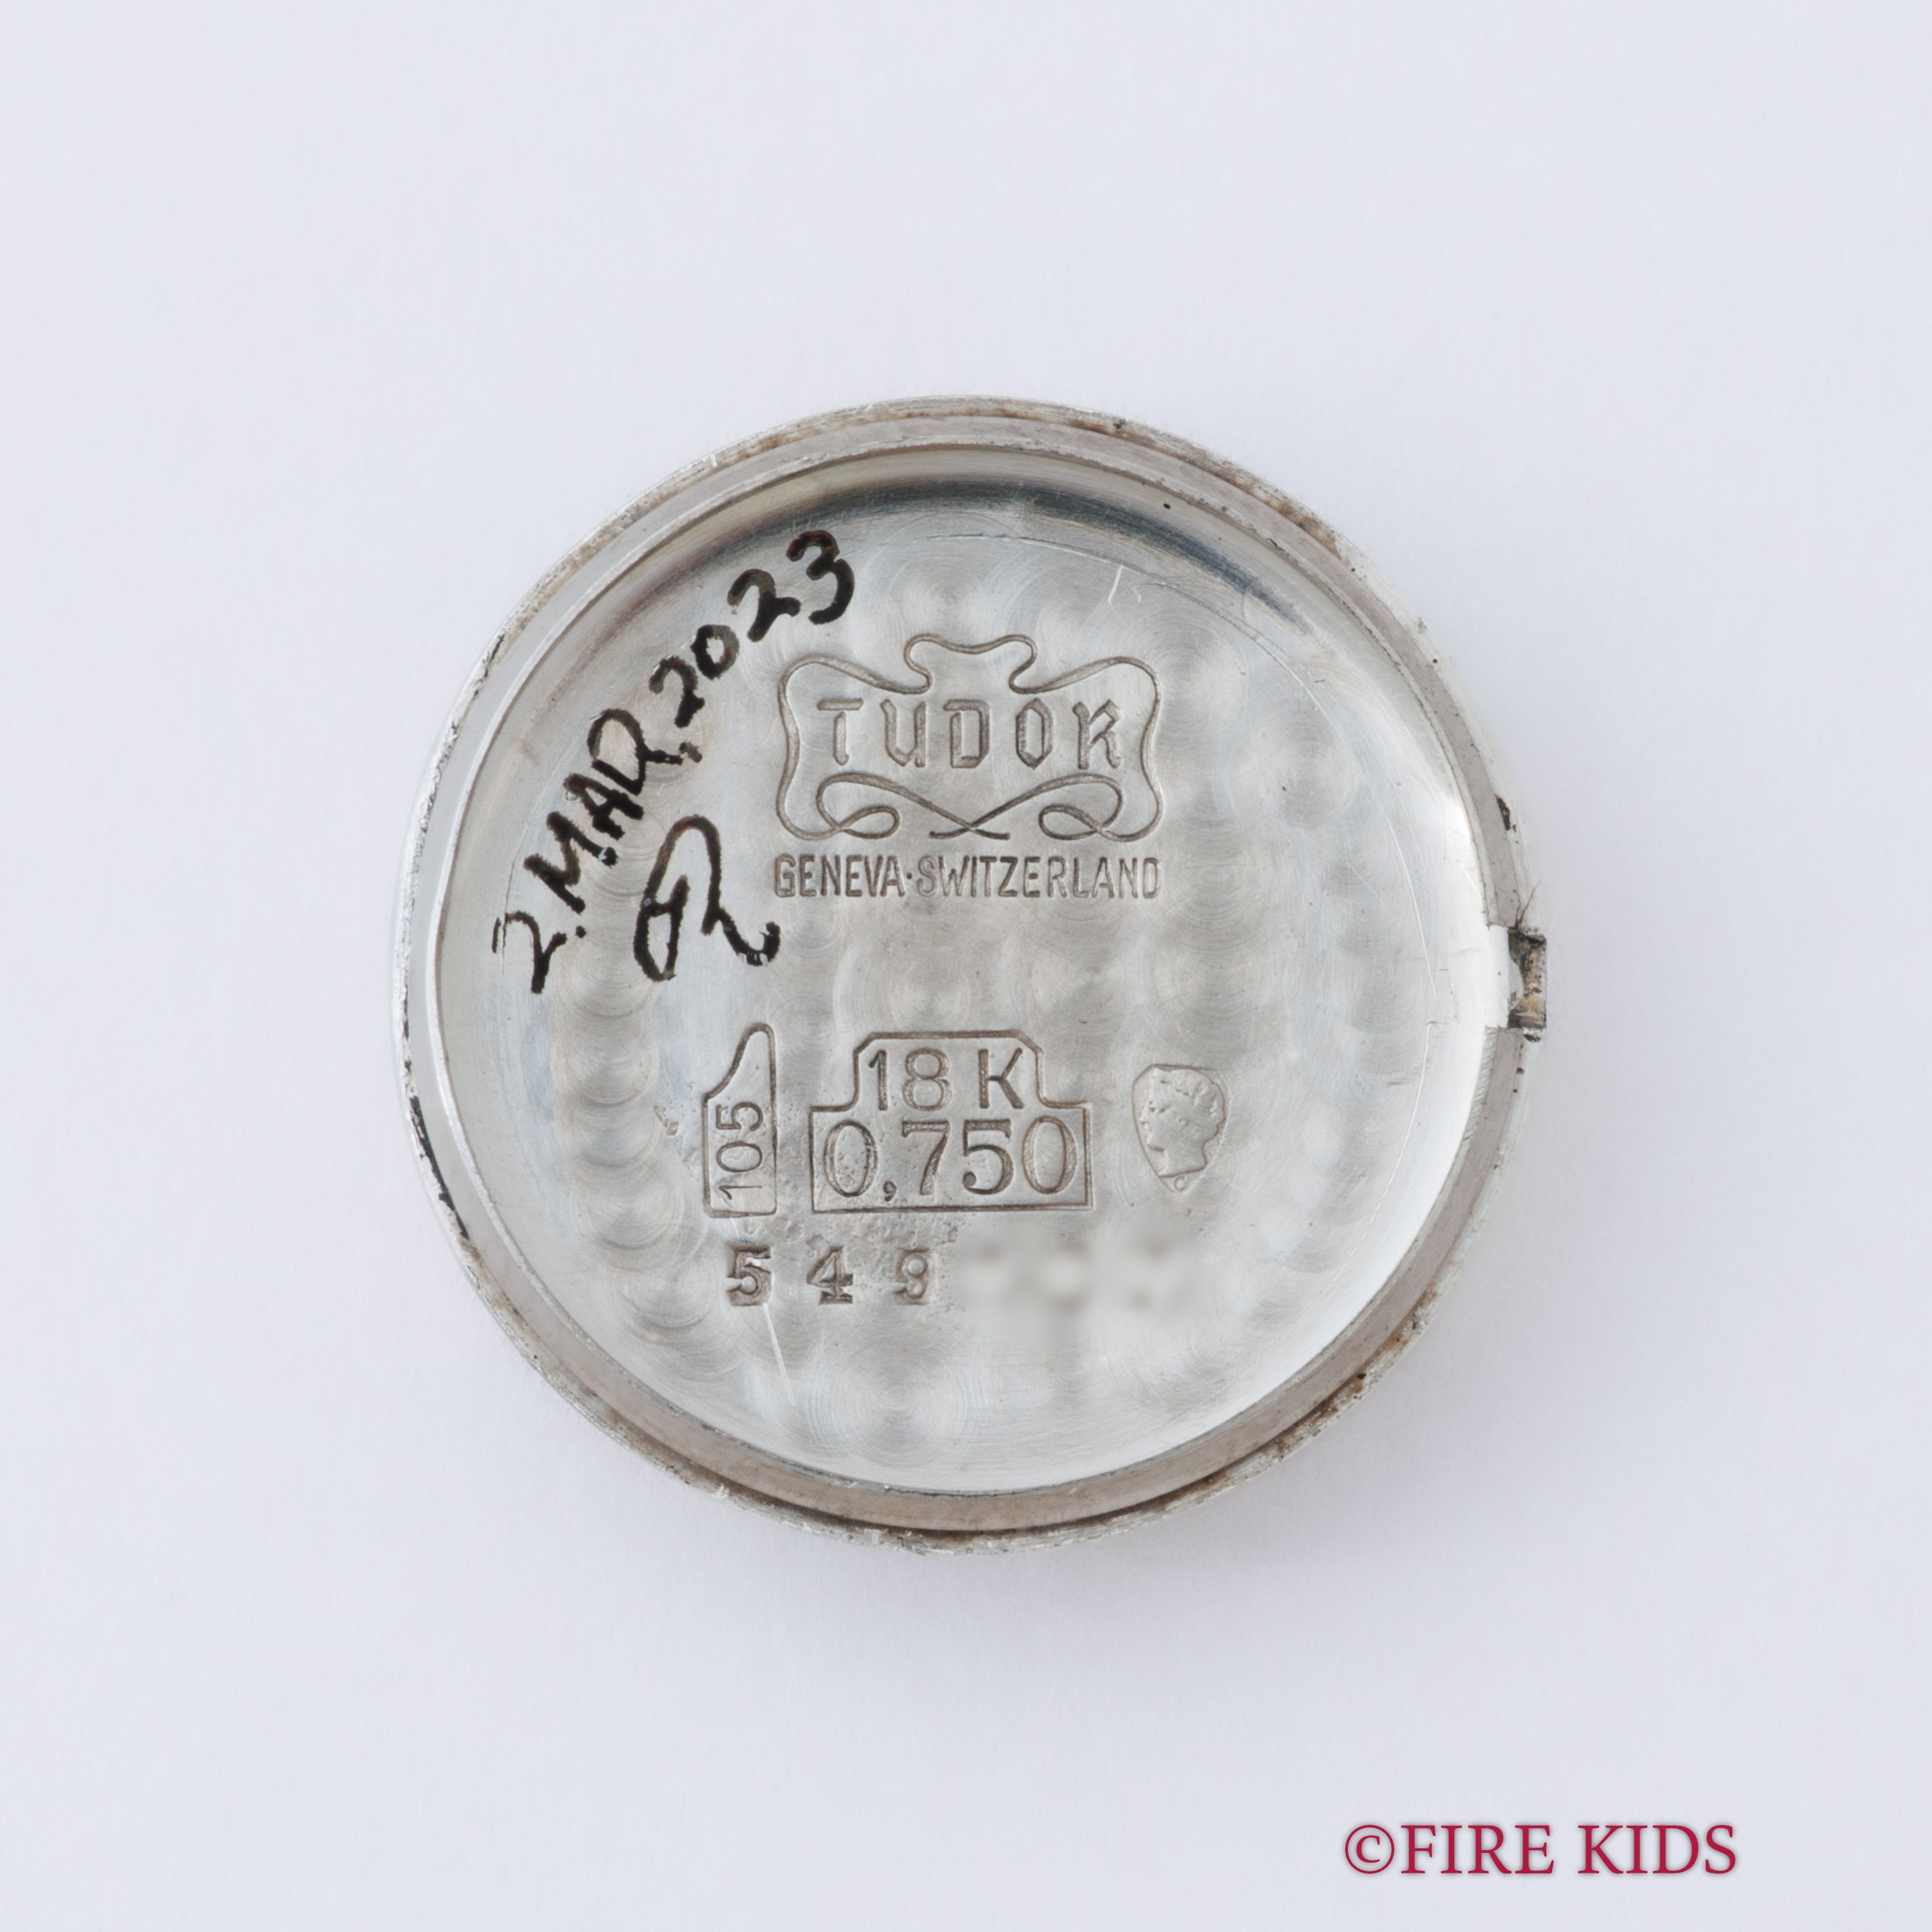 2.MAR.2023
TUDOR
GENEVA·SWITZERLAND
105
18 K
0,750
549
©FIRE KIDS